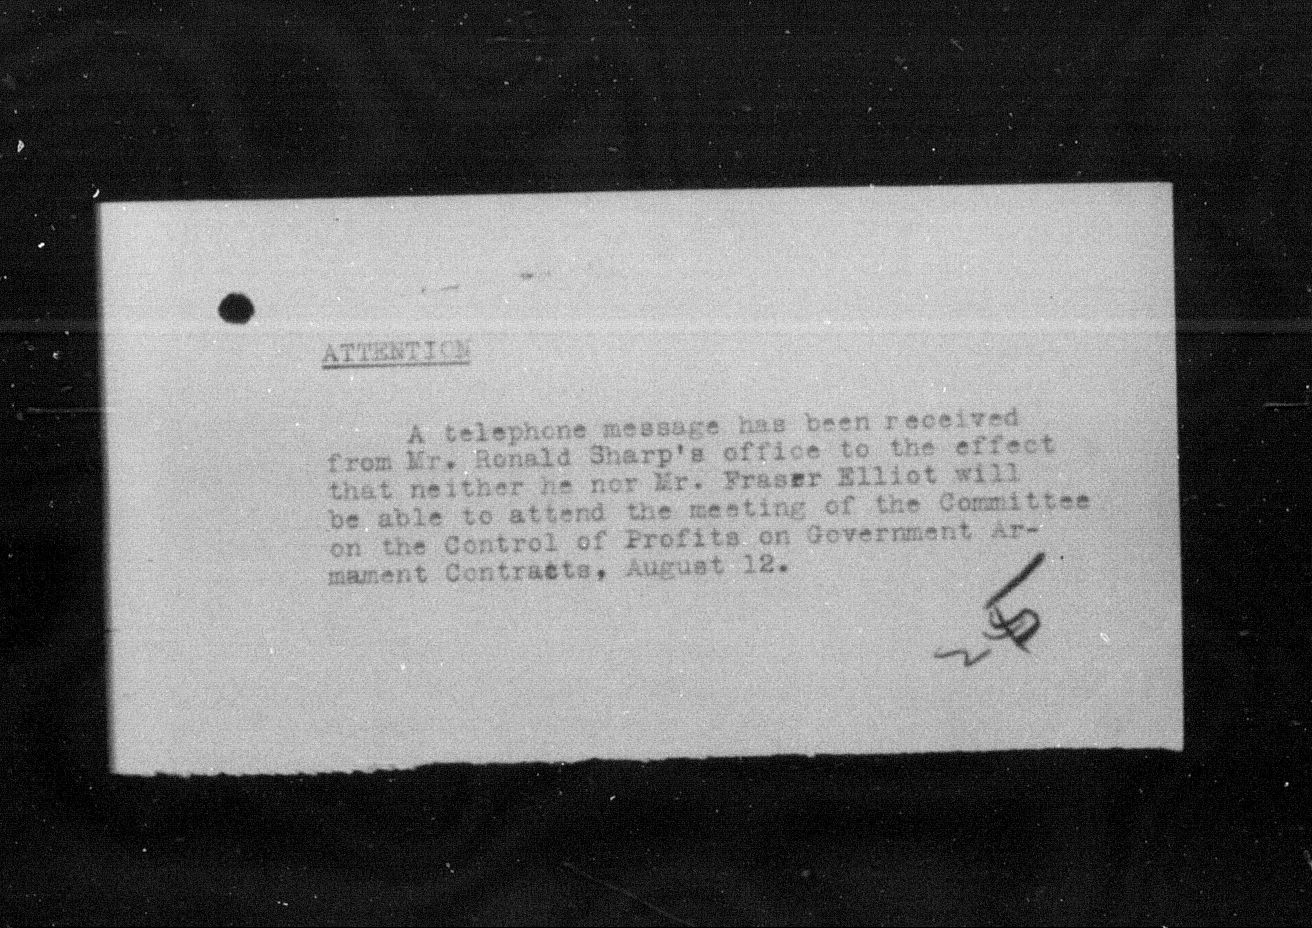 ATTENTION
A telephone message has been received
from Mr. Ronald Sharp's office to the effect
that neither he nor Mr. Fraser Elliot will
be able to attend the meeting of the Committee
on the Control of Profits on Government Ar-
mament Contracts, August 12.